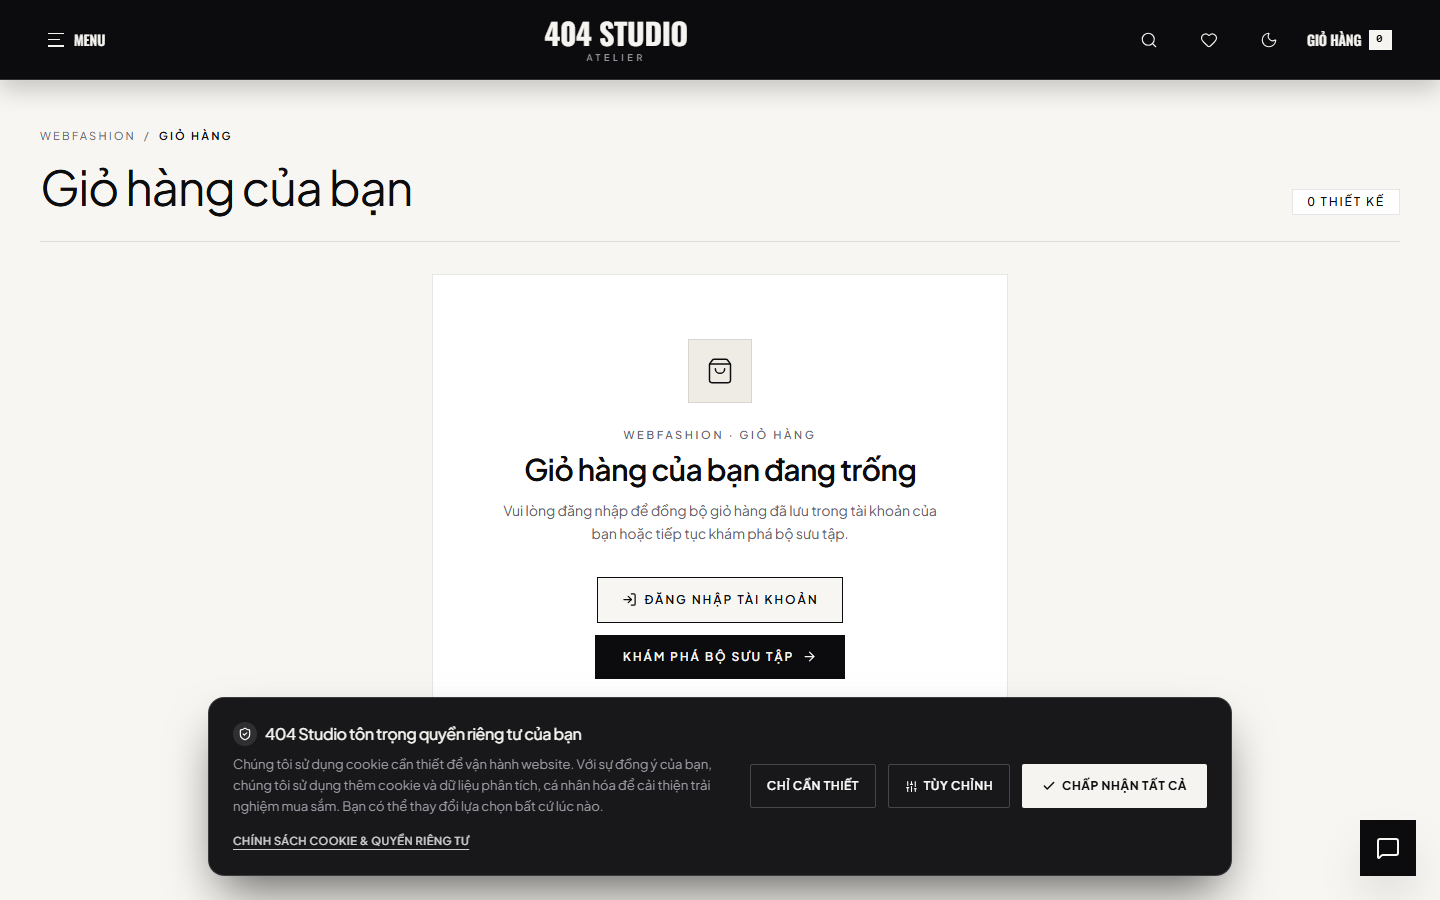 MENU
404 STUDIO
ATELIER
GIỎ HÀNG 0
WEBFASHION / GIỎ HÀNG
Giỏ hàng của bạn
0 THIẾT KẾ
WEBFASHION · GIỎ HÀNG
Giỏ hàng của bạn đang trống
Vui lòng đăng nhập để đồng bộ giỏ hàng đã lưu trong tài khoản của
bạn hoặc tiếp tục khám phá bộ sưu tập.
ĐĂNG NHẬP TÀI KHOẢN
KHÁM PHÁ BỘ SƯU TẬP
404 Studio tôn trọng quyền riêng tư của bạn
Chúng tôi sử dụng cookie cần thiết để vận hành website. Với sự đồng ý của bạn,
chúng tôi sử dụng thêm cookie và dữ liệu phân tích, cá nhân hóa để cải thiện trải
nghiệm mua sắm. Bạn có thể thay đổi lựa chọn bất cứ lúc nào.
CHÍNH SÁCH COOKIE & QUYỀN RIÊNG TƯ
CHỈ CẦN THIẾT
TÙY CHỈNH
CHẤP NHẬN TẤT CẢ